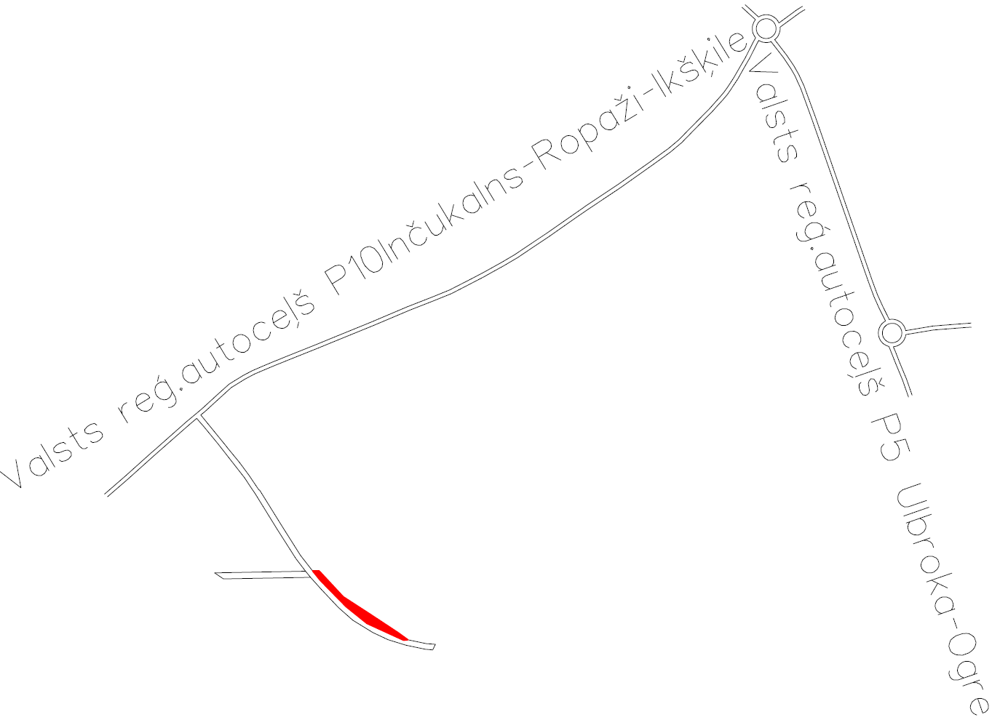 Valsts reģ.autoceļš P10Inčukalns-Ropaži-Ikšķile
Valsts reģ.autoceļš P5 Ulbroka-Ogre